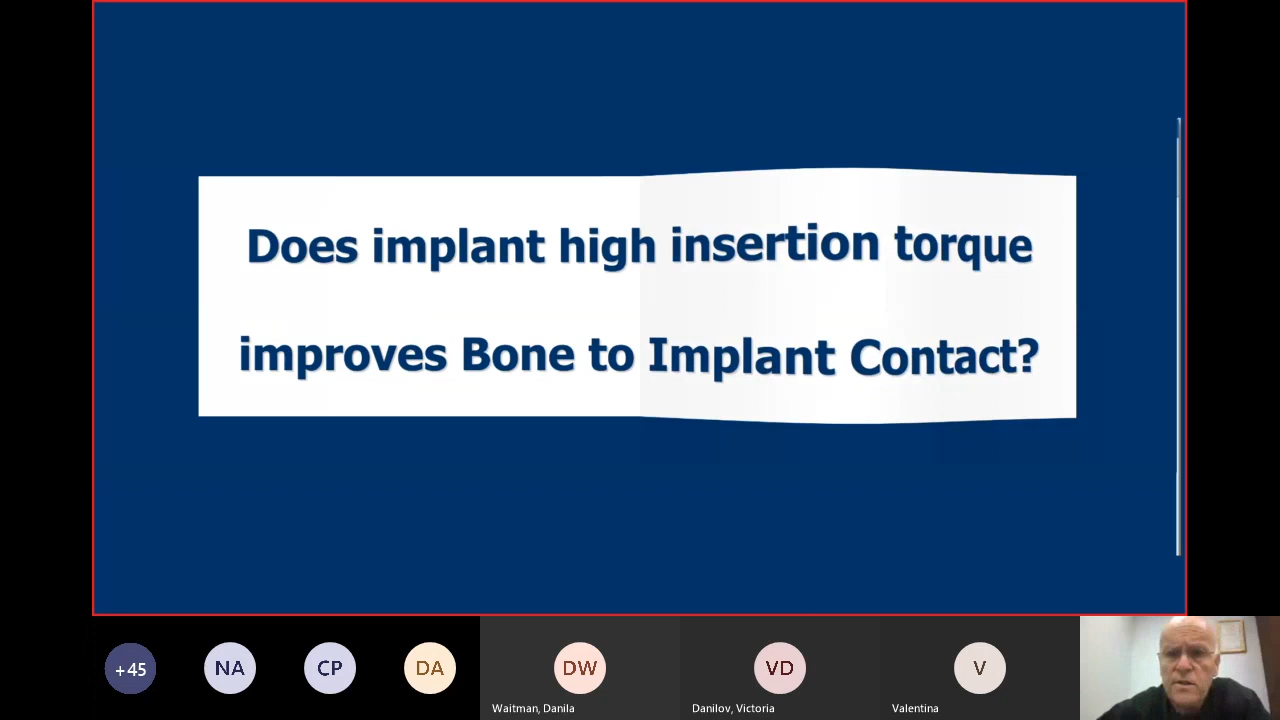 Does implant high insertion torque
improves Bone to Implant Contact?
+45
NA
CP
DA
DW
VD
V
Waitman, Danila
Danilov, Victoria
Valentina